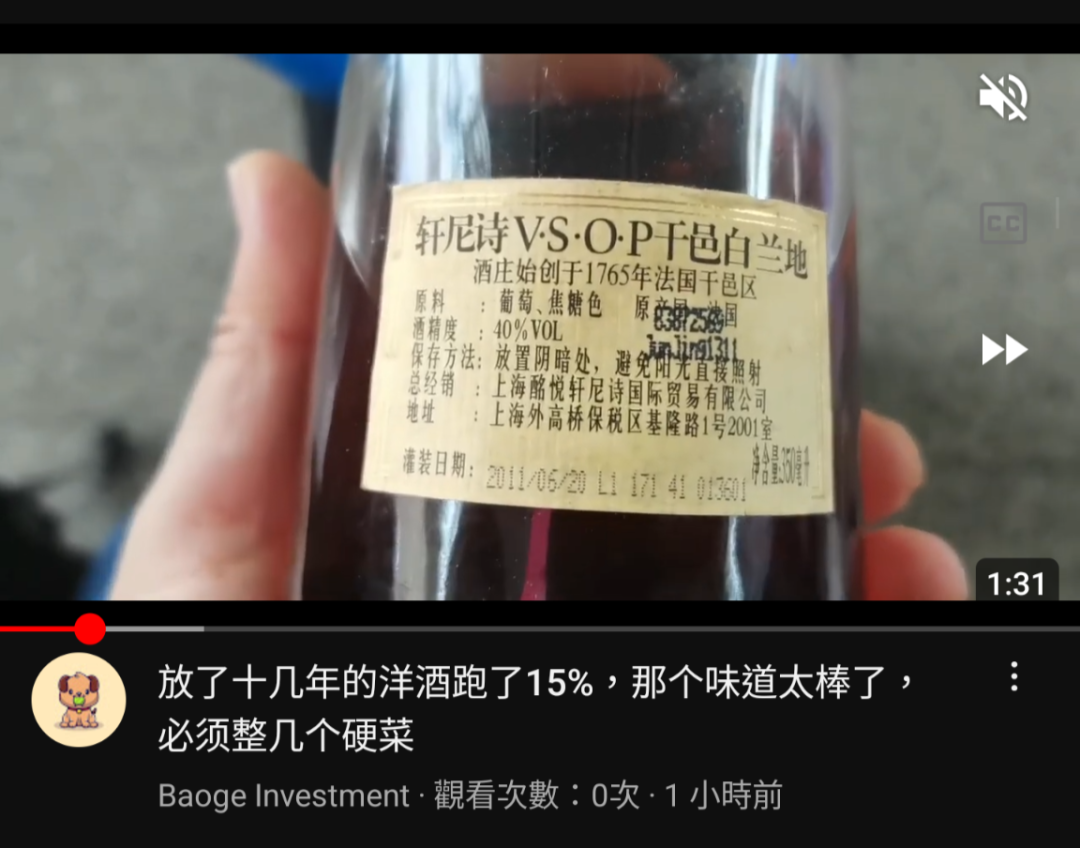 轩尼诗V·S·O·P干邑白兰地
酒庄始创于1765年法国干邑区
原料 : 葡萄、焦糖色 原产国:法国
83872569
酒精度 : 40%VOL
junjing1311
保存方法: 放置阴暗处，避免阳光直接照射
总经销 : 上海酩悦轩尼诗国际贸易有限公司
地址 : 上海外高桥保税区基隆路1号2001室
净含量350毫升
灌装日期: 2011/06/20 L1 171 41 013601
CC
1:31
放了十几年的洋酒跑了15%，那个味道太棒了，
必须整几个硬菜
Baoge Investment · 觀看次數：0次 · 1 小時前